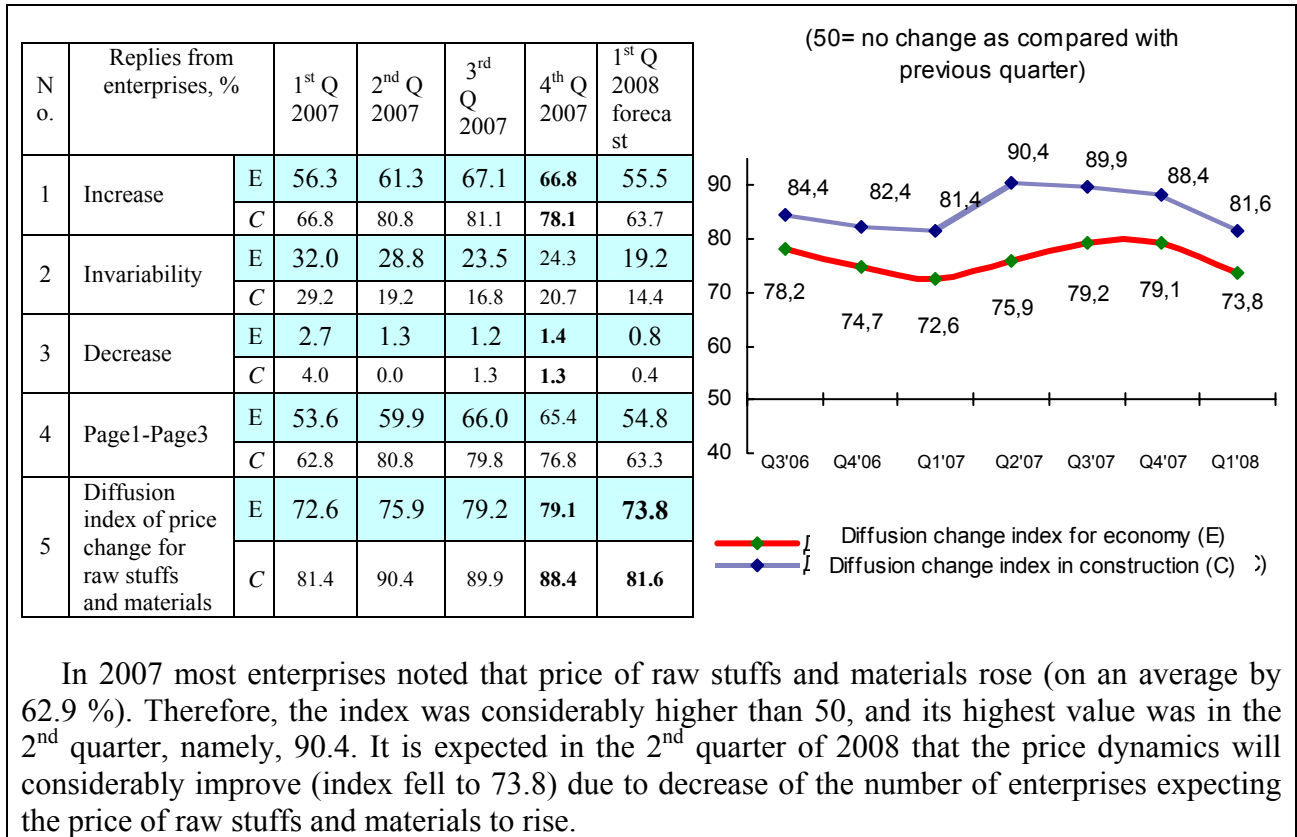 N o. Replies from enterprises, % 1st Q 2007 2nd Q 2007 3rd Q 2007 4th Q 2007 1st Q 2008 foreca st
1 Increase E 56.3 61.3 67.1 66.8 55.5
C 66.8 80.8 81.1 78.1 63.7
2 Invariability E 32.0 28.8 23.5 24.3 19.2
C 29.2 19.2 16.8 20.7 14.4
3 Decrease E 2.7 1.3 1.2 1.4 0.8
C 4.0 0.0 1.3 1.3 0.4
4 Page1-Page3 E 53.6 59.9 66.0 65.4 54.8
C 62.8 80.8 79.8 76.8 63.3
5 Diffusion index of price change for raw stuffs and materials E 72.6 75.9 79.2 79.1 73.8
C 81.4 90.4 89.9 88.4 81.6
(50= no change as compared with
previous quarter)
90
80
70
60
50
40
84,4 82,4 81,4 90,4 89,9 88,4 81,6
78,2 74,7 72,6 75,9 79,2 79,1 73,8
Q3'06 Q4'06 Q1'07 Q2'07 Q3'07 Q4'07 Q1'08
Diffusion change index for economy (E)
Diffusion change index in construction (C)
In 2007 most enterprises noted that price of raw stuffs and materials rose (on an average by
62.9 %). Therefore, the index was considerably higher than 50, and its highest value was in the
2nd quarter, namely, 90.4. It is expected in the 2nd quarter of 2008 that the price dynamics will
considerably improve (index fell to 73.8) due to decrease of the number of enterprises expecting
the price of raw stuffs and materials to rise.